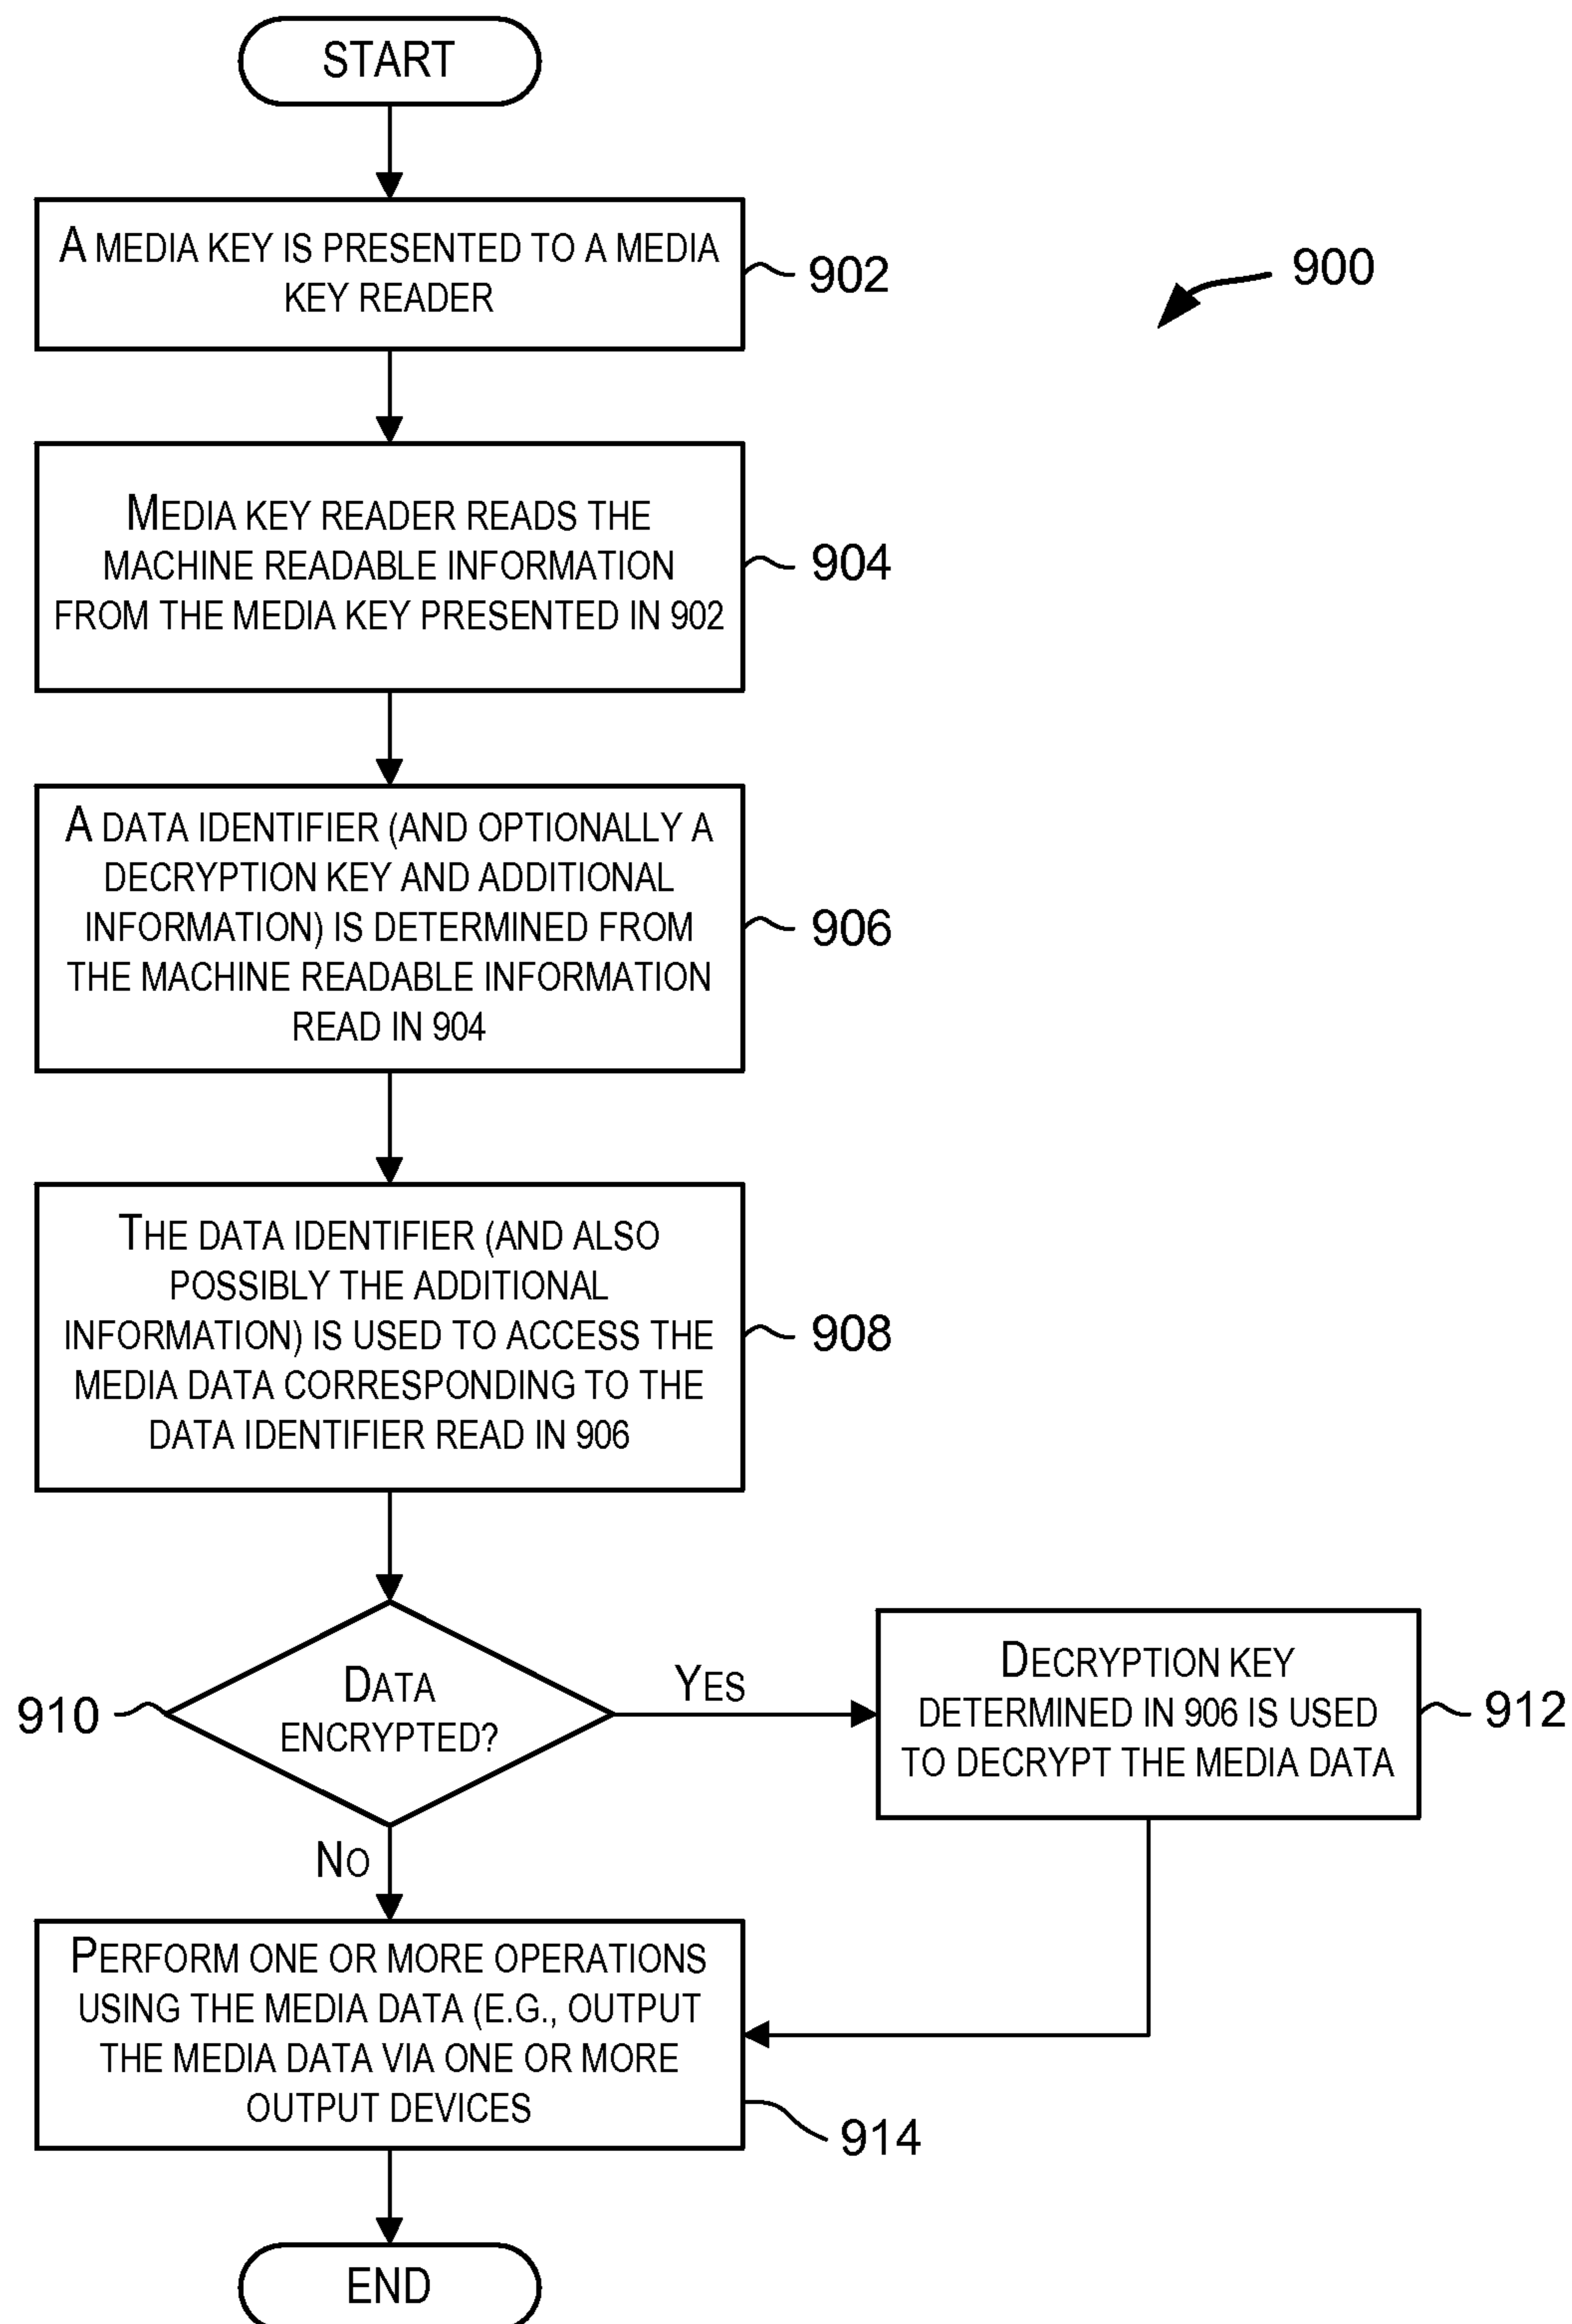 START
A MEDIA KEY IS PRESENTED TO A MEDIA
KEY READER
902
900
MEDIA KEY READER READS THE
MACHINE READABLE INFORMATION
FROM THE MEDIA KEY PRESENTED IN 902
904
A DATA IDENTIFIER (AND OPTIONALLY A
DECRYPTION KEY AND ADDITIONAL
INFORMATION) IS DETERMINED FROM
THE MACHINE READABLE INFORMATION
READ IN 904
906
THE DATA IDENTIFIER (AND ALSO
POSSIBLY THE ADDITIONAL
INFORMATION) IS USED TO ACCESS THE
MEDIA DATA CORRESPONDING TO THE
DATA IDENTIFIER READ IN 906
908
910
DATA
ENCRYPTED?
YES
DECRYPTION KEY
DETERMINED IN 906 IS USED
TO DECRYPT THE MEDIA DATA
912
NO
PERFORM ONE OR MORE OPERATIONS
USING THE MEDIA DATA (E.G., OUTPUT
THE MEDIA DATA VIA ONE OR MORE
OUTPUT DEVICES
914
END